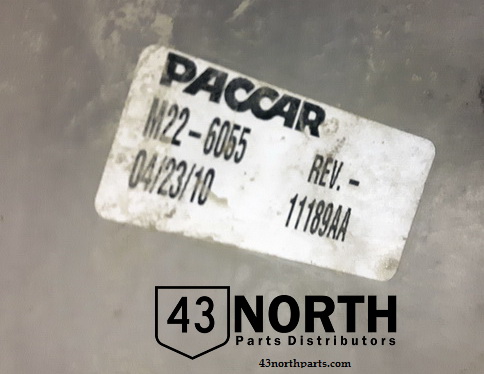 PACCAR
M22-6055
REV. -
04/23/10
11189AA
43 NORTH
Parts Distributors
43northparts.com